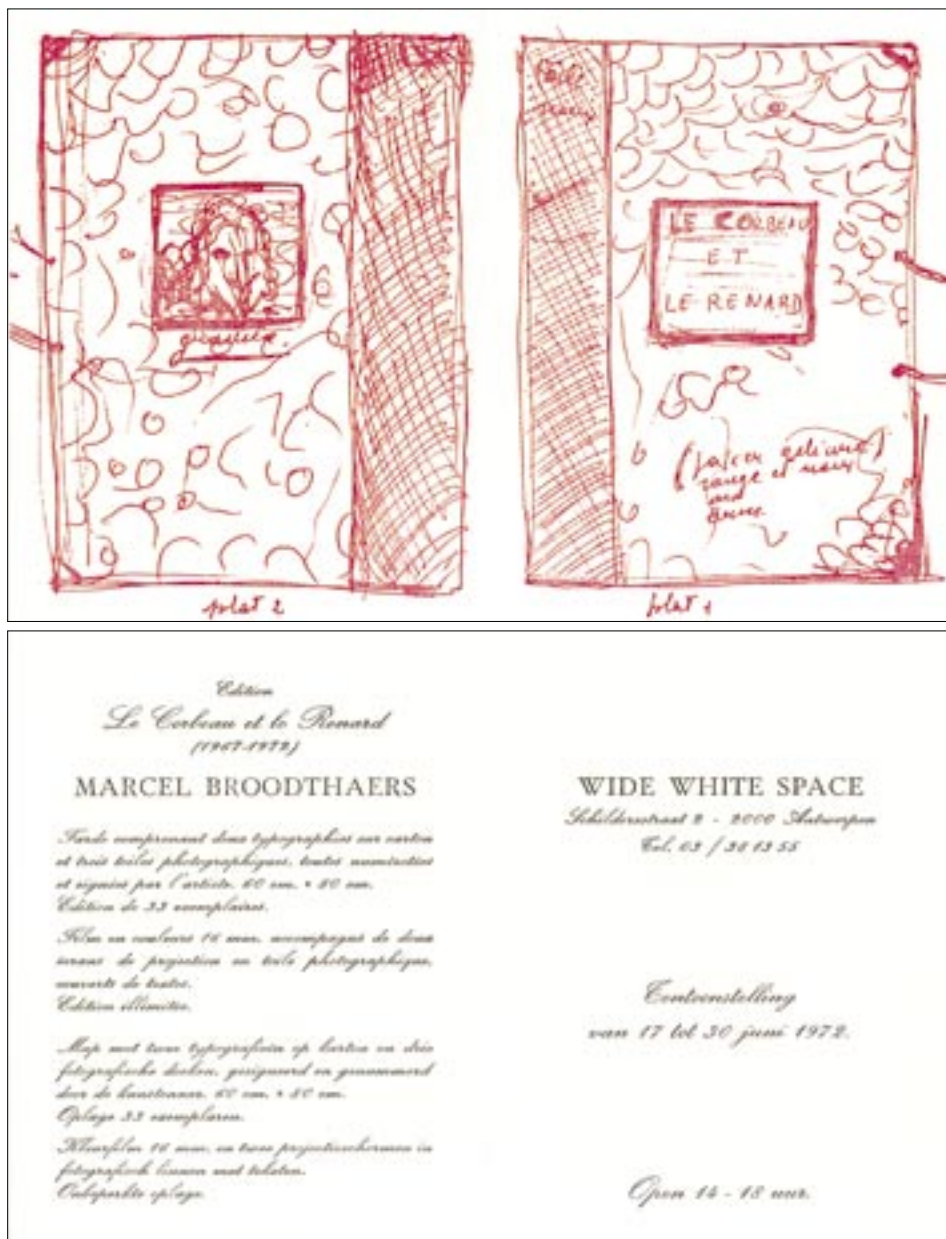 LE CORBEAU
ET
LE RENARD
gravure
rouge et
plat 2
plat 1
Edition
Le Corbeau et le Renard
(1967-1972)
MARCEL BROODTHAERS
Farde comprenant deux typographies sur carton
et trois toiles photographiques, toutes numérotées
et signées par l'artiste. 60 cm. × 80 cm.
Edition de 33 exemplaires.
Film en couleurs 16 mm. accompagné de deux
écrans de projection en toile photographique,
couverts de textes.
Edition illimitée.
Map met twee typografieën op karton en drie
fotografische doeken, gesigneerd en genummerd
door de kunstenaar. 60 cm. × 80 cm.
Oplage 33 exemplaren.
Kleurfilm 16 mm. en twee projectieschermen in
fotografisch linnen met teksten.
Onbeperkte oplage.
WIDE WHITE SPACE
Schildersstraat 2 - 2000 Antwerpen
Tel. 03 / 38 13 55
Tentoonstelling
van 17 tot 30 juni 1972.
Open 14 - 18 uur.